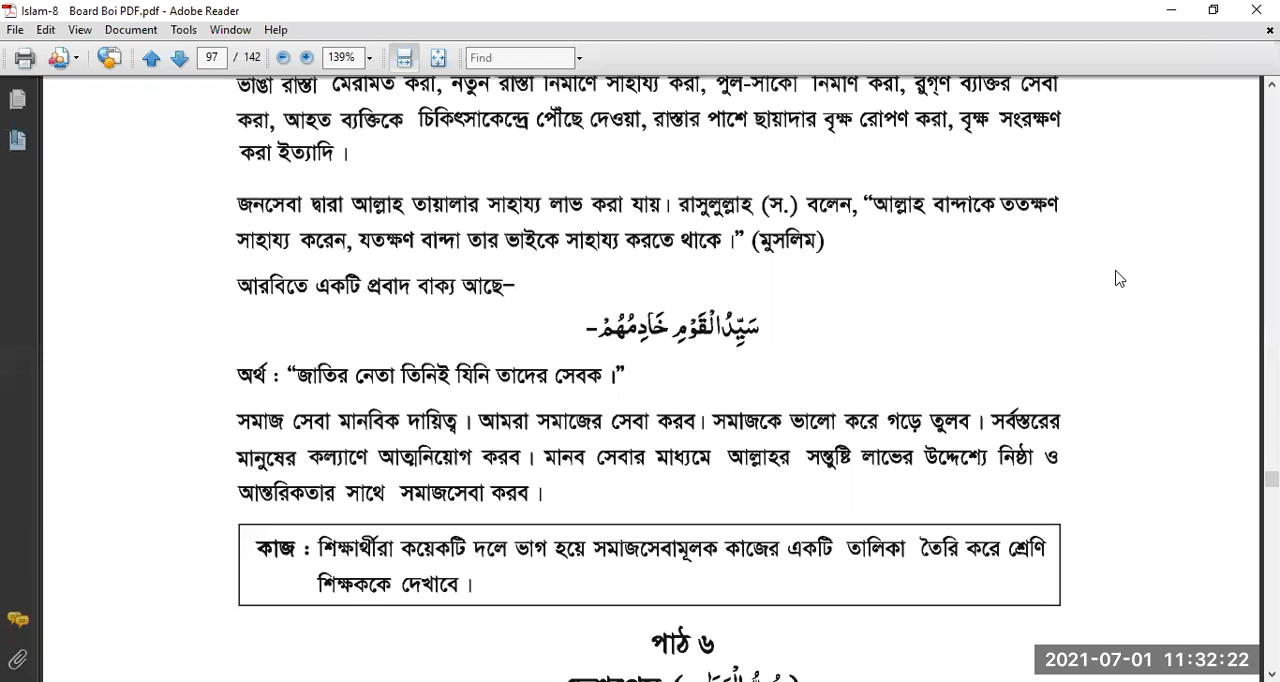 Islam-8 Board Boi PDF.pdf - Adobe Reader
File Edit View Document Tools Window Help
97 / 142 139% Find
ভাঙা রাস্তা মেরামত করা, নতুন রাস্তা নির্মাণে সাহায্য করা, পুল-সাঁকো নির্মাণ করা, রুগ্‌ণ ব্যক্তির সেবা
করা, আহত ব্যক্তিকে চিকিৎসাকেন্দ্রে পৌঁছে দেওয়া, রাস্তার পাশে ছায়াদার বৃক্ষ রোপণ করা, বৃক্ষ সংরক্ষণ
করা ইত্যাদি।
জনসেবা দ্বারা আল্লাহ তায়ালার সাহায্য লাভ করা যায়। রাসুলুল্লাহ (স.) বলেন, “আল্লাহ বান্দাকে ততক্ষণ
সাহায্য করেন, যতক্ষণ বান্দা তার ভাইকে সাহায্য করতে থাকে।” (মুসলিম)
আরবিতে একটি প্রবাদ বাক্য আছে–
سَيِّدُ الْقَوْمِ خَادِمُهُمْ-
অর্থ : “জাতির নেতা তিনিই যিনি তাদের সেবক।”
সমাজ সেবা মানবিক দায়িত্ব। আমরা সমাজের সেবা করব। সমাজকে ভালো করে গড়ে তুলব। সর্বস্তরের
মানুষের কল্যাণে আত্মনিয়োগ করব। মানব সেবার মাধ্যমে আল্লাহর সন্তুষ্টি লাভের উদ্দেশ্যে নিষ্ঠা ও
আন্তরিকতার সাথে সমাজসেবা করব।
কাজ : শিক্ষার্থীরা কয়েকটি দলে ভাগ হয়ে সমাজসেবামূলক কাজের একটি তালিকা তৈরি করে শ্রেণি
শিক্ষককে দেখাবে।
পাঠ ৬
2021-07-01 11:32:22